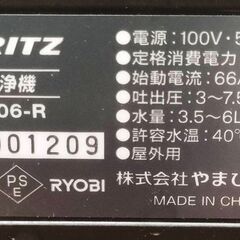 RITZ
浄機
06-R
001209
PS
E
RYOBI
●電源：100V・5
●定格消費電力
●始動電流：66A
●吐出圧：3～7.5
●水量：3.5～6L
●許容水温：40°
●屋外用
株式会社やまび
MADE IN CH